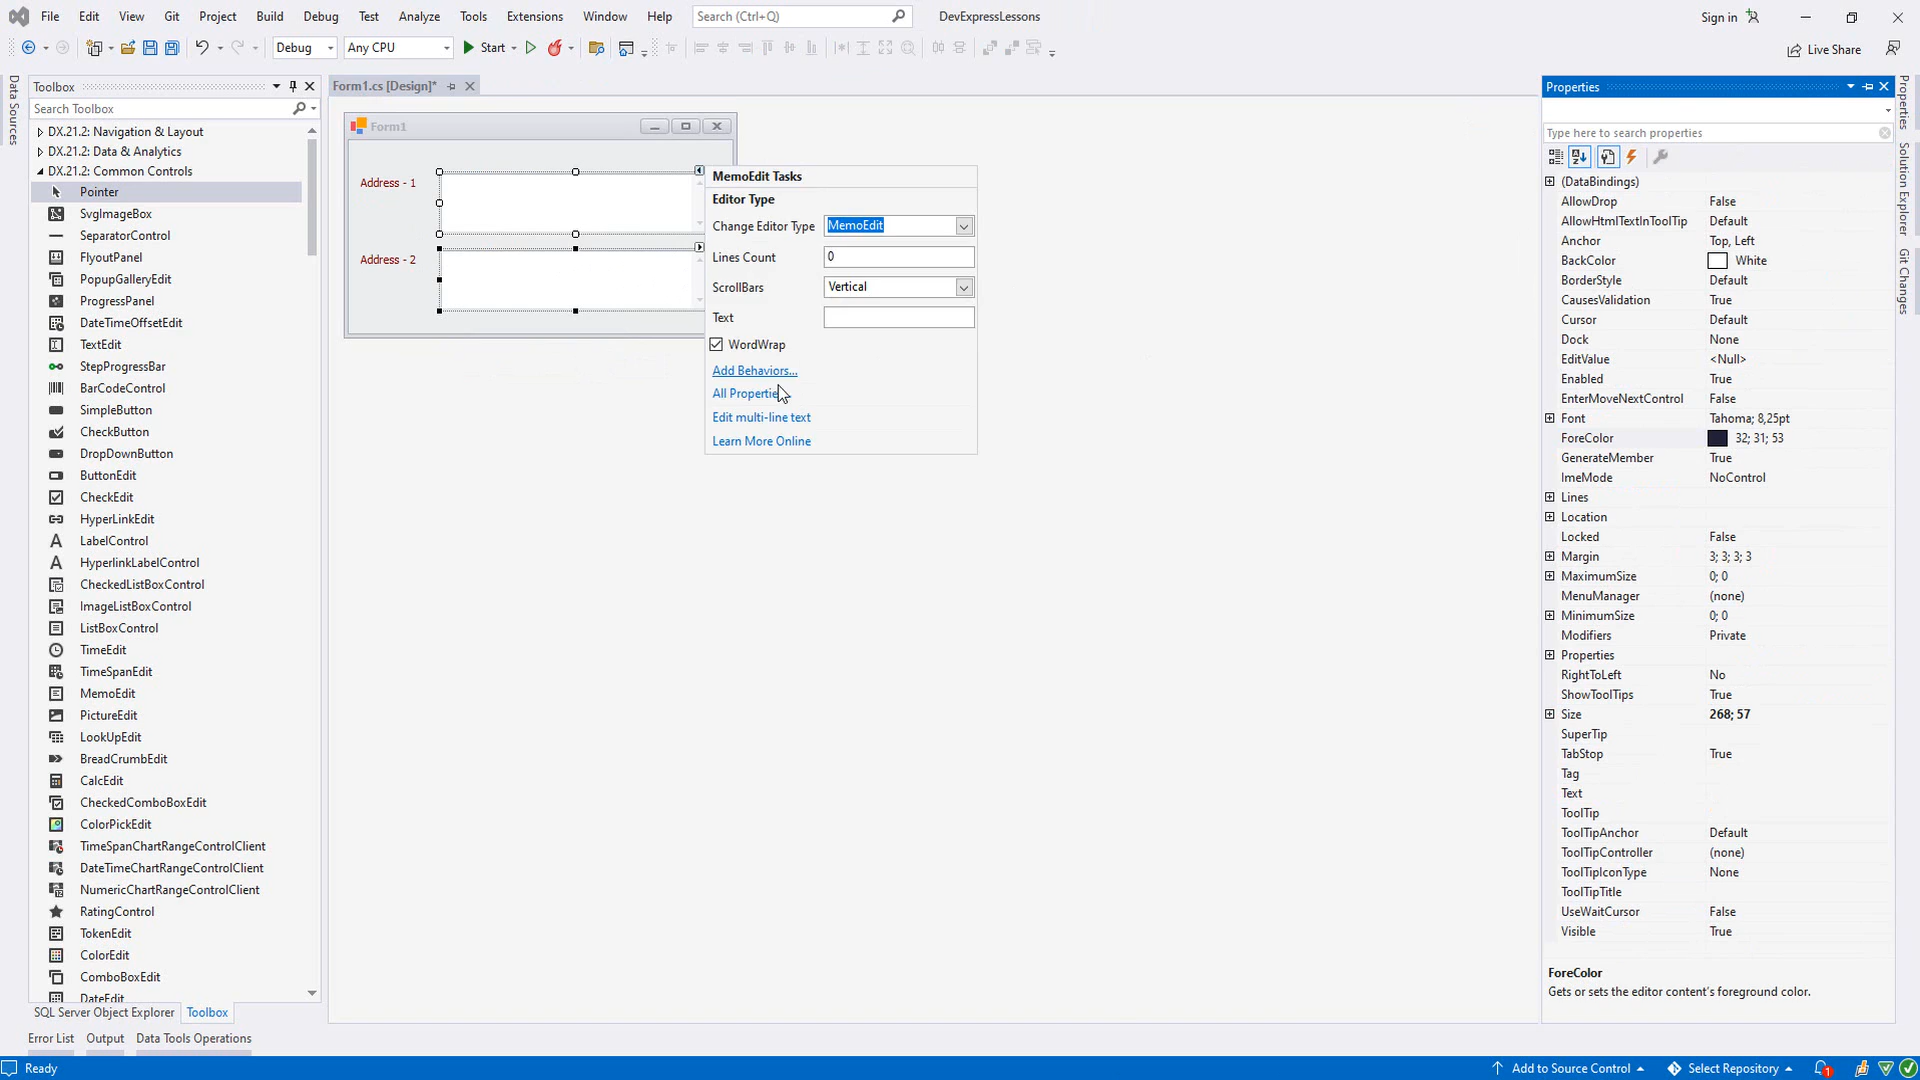 File Edit View Git Project Build Debug Test Analyze Tools Extensions Window Help Search (Ctrl+Q) DevExpressLessons Sign in
Debug Any CPU Start Live Share
Data Sources
Toolbox
Search Toolbox
DX.21.2: Navigation & Layout
DX.21.2: Data & Analytics
DX.21.2: Common Controls
Pointer
SvgImageBox
SeparatorControl
FlyoutPanel
PopupGalleryEdit
ProgressPanel
DateTimeOffsetEdit
TextEdit
StepProgressBar
BarCodeControl
SimpleButton
CheckButton
DropDownButton
ButtonEdit
CheckEdit
HyperLinkEdit
LabelControl
HyperlinkLabelControl
CheckedListBoxControl
ImageListBoxControl
ListBoxControl
TimeEdit
TimeSpanEdit
MemoEdit
PictureEdit
LookUpEdit
BreadCrumbEdit
CalcEdit
CheckedComboBoxEdit
ColorPickEdit
TimeSpanChartRangeControlClient
DateTimeChartRangeControlClient
NumericChartRangeControlClient
RatingControl
TokenEdit
ColorEdit
ComboBoxEdit
DateEdit
SQL Server Object Explorer Toolbox
Form1.cs [Design]*
Form1
Address - 1
Address - 2
MemoEdit Tasks
Editor Type
Change Editor Type MemoEdit
Lines Count 0
ScrollBars Vertical
Text
WordWrap
Add Behaviors...
All Propertie
Edit multi-line text
Learn More Online
Properties
Type here to search properties
(DataBindings)
AllowDrop False
AllowHtmlTextInToolTip Default
Anchor Top, Left
BackColor White
BorderStyle Default
CausesValidation True
Cursor Default
Dock None
EditValue <Null>
Enabled True
EnterMoveNextControl False
Font Tahoma; 8,25pt
ForeColor 32; 31; 53
GenerateMember True
ImeMode NoControl
Lines
Location
Locked False
Margin 3; 3; 3; 3
MaximumSize 0; 0
MenuManager (none)
MinimumSize 0; 0
Modifiers Private
Properties
RightToLeft No
ShowToolTips True
Size 268; 57
SuperTip
TabStop True
Tag
Text
ToolTip
ToolTipAnchor Default
ToolTipController (none)
ToolTipIconType None
ToolTipTitle
UseWaitCursor False
Visible True
ForeColor
Gets or sets the editor content's foreground color.
Properties
Solution Explorer
Git Changes
Error List Output Data Tools Operations
Ready Add to Source Control Select Repository 1